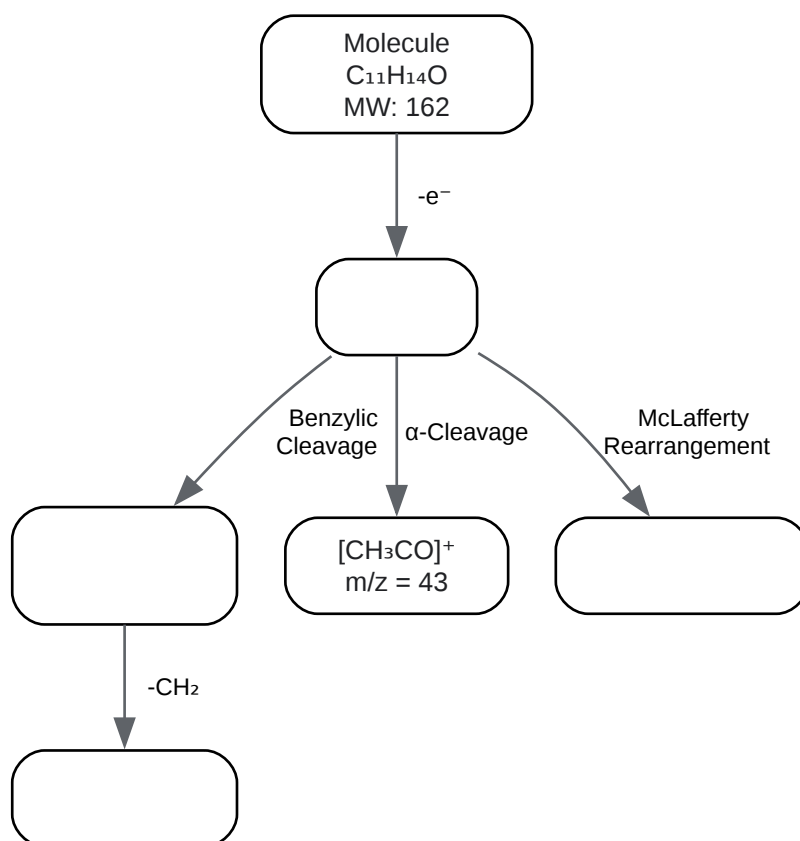 Molecule
C₁₁H₁₄O
MW: 162
-e⁻
Benzylic
Cleavage
α-Cleavage
McLafferty
Rearrangement
[CH₃CO]⁺
m/z = 43
-CH₂